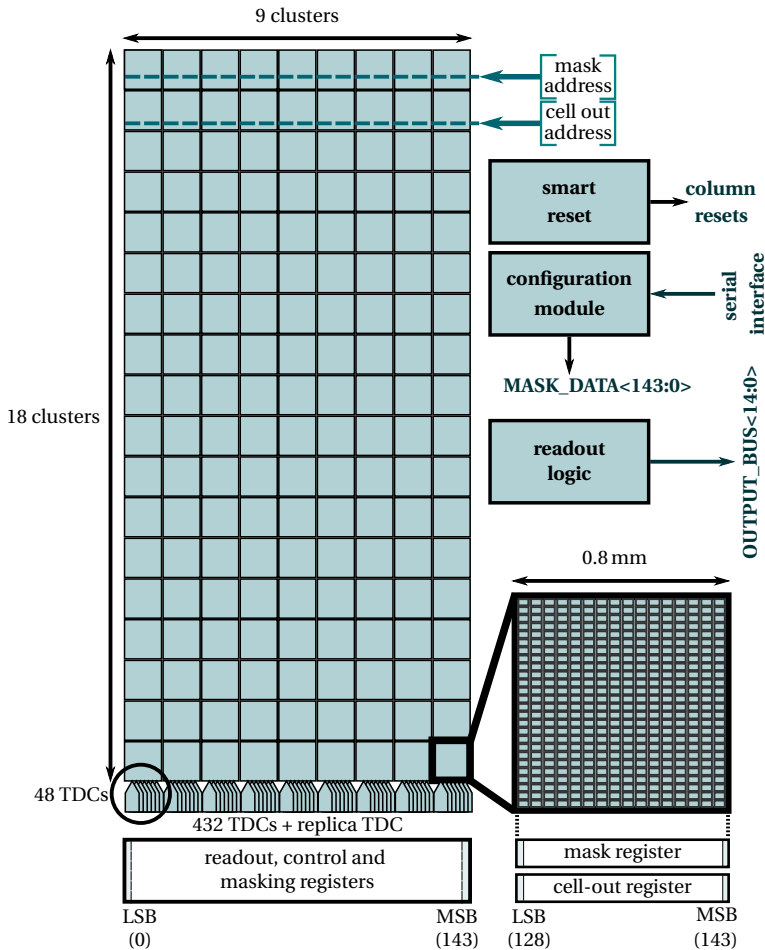 9 clusters
mask
address
cell out
address
smart
reset
column
resets
configuration
module
serial
interface
MASK_DATA<143:0>
18 clusters
readout
logic
OUTPUT_BUS<14:0>
0.8 mm
48 TDCs
432 TDCs + replica TDC
readout, control and
masking registers
mask register
cell-out register
LSB
(0)
MSB
(143)
LSB
(128)
MSB
(143)